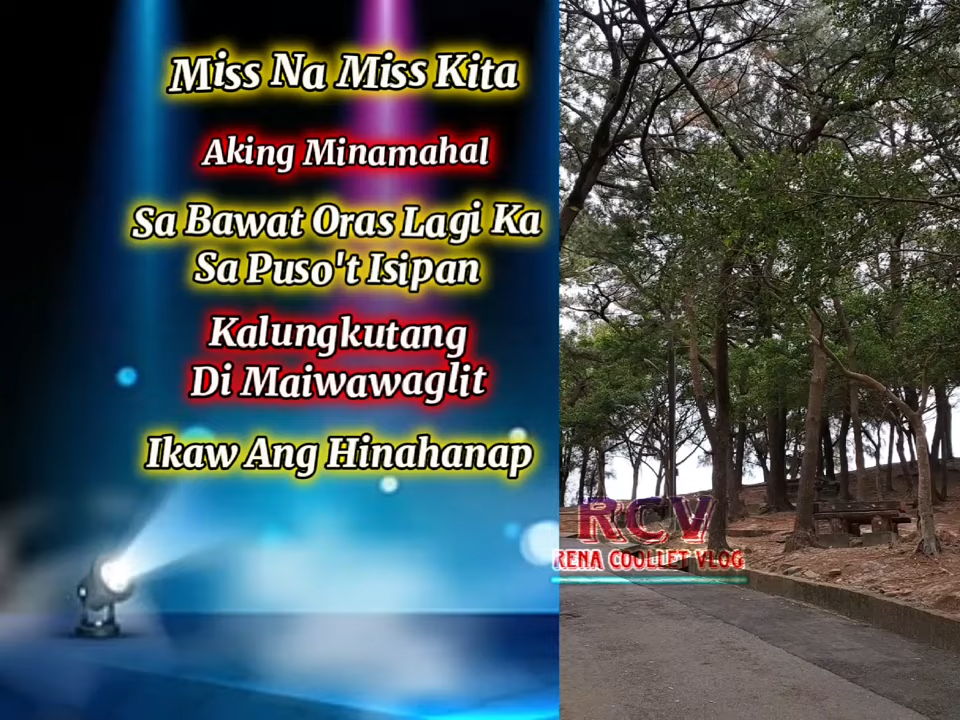 Miss Na Miss Kita
Aking Minamahal
Sa Bawat Oras Lagi Ka
Sa Puso't Isipan
Kalungkutang
Di Maiwawaglit
Ikaw Ang Hinahanap
RCV
RENA COOLLET VLOG